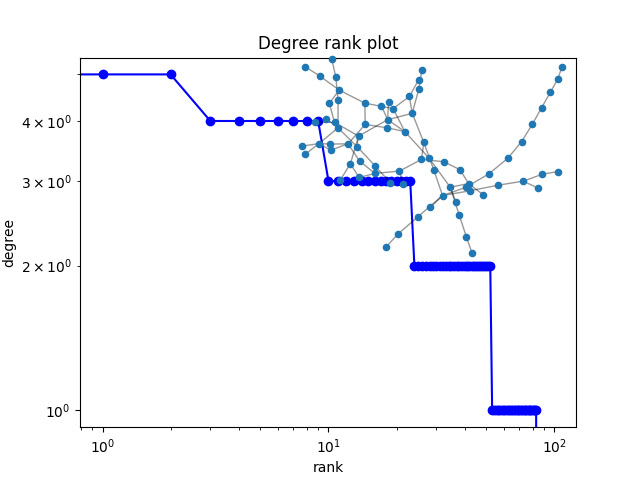 Degree rank plot
degree
4 × 10⁰
3 × 10⁰
2 × 10⁰
10⁰
10⁰ 10¹ 10²
rank